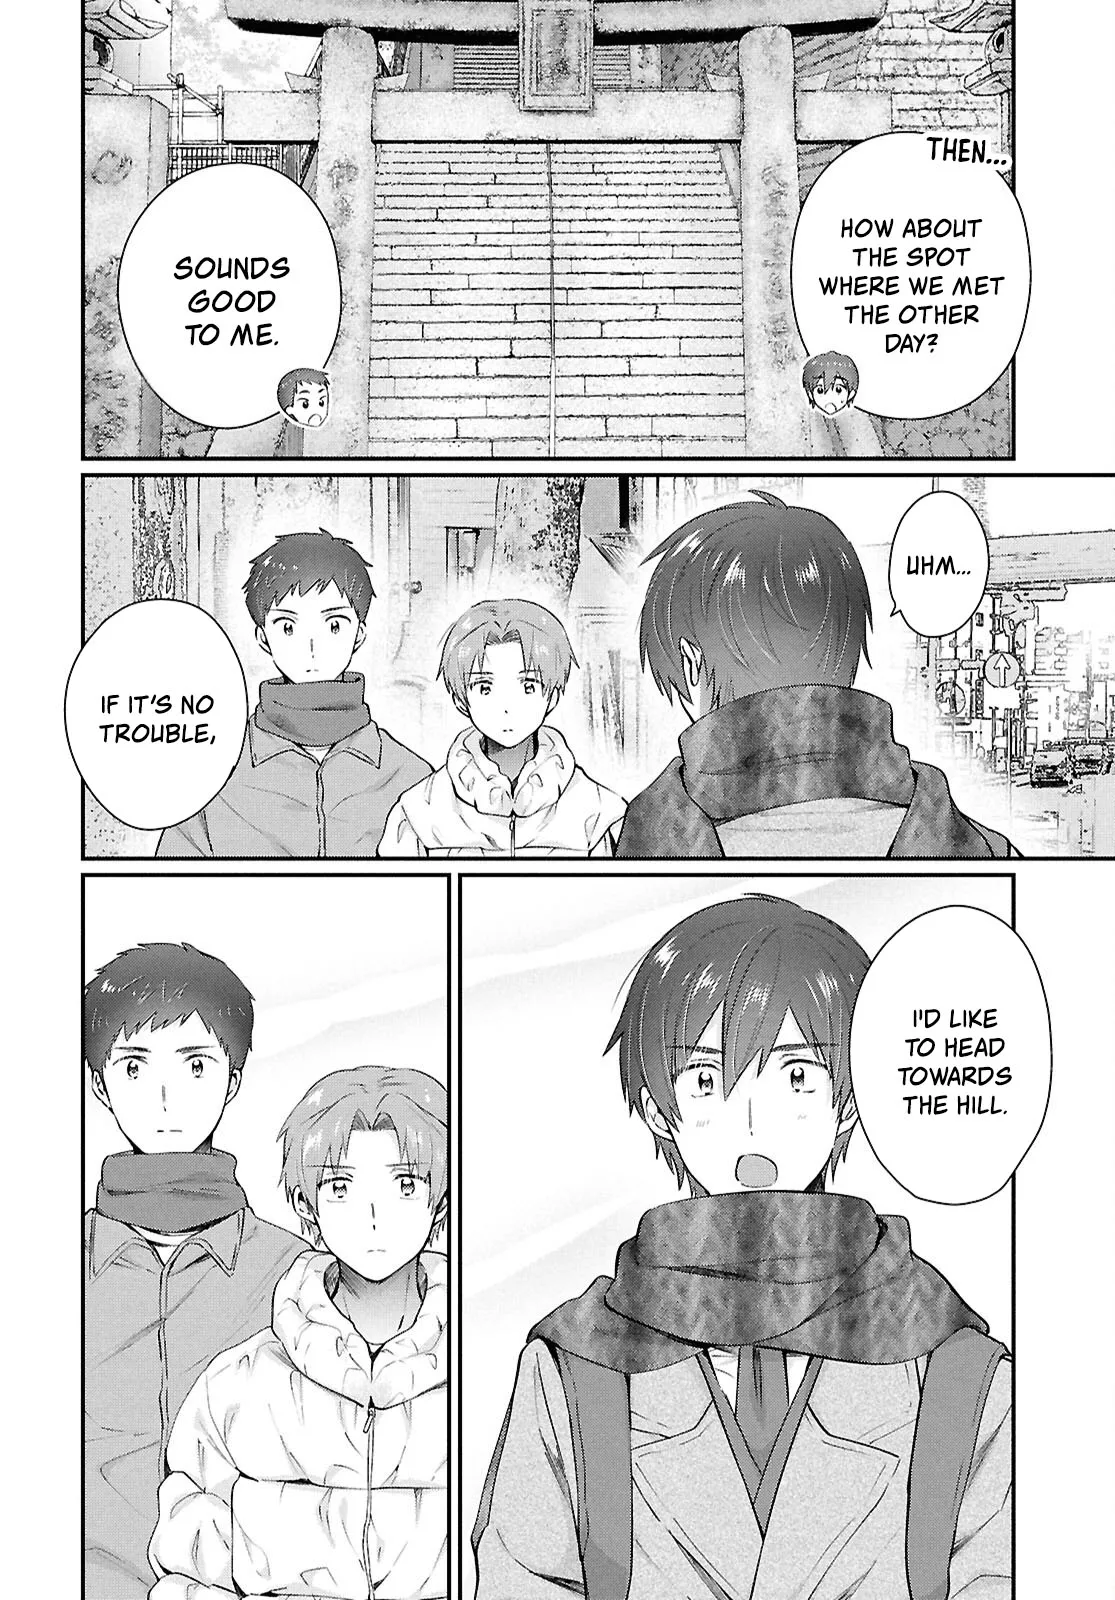 THEN...
HOW ABOUT
THE SPOT
WHERE WE MET
THE OTHER
DAY?
SOUNDS
GOOD
TO ME.
UHM...
IF IT'S NO
TROUBLE,
I'D LIKE
TO HEAD
TOWARDS
THE HILL.